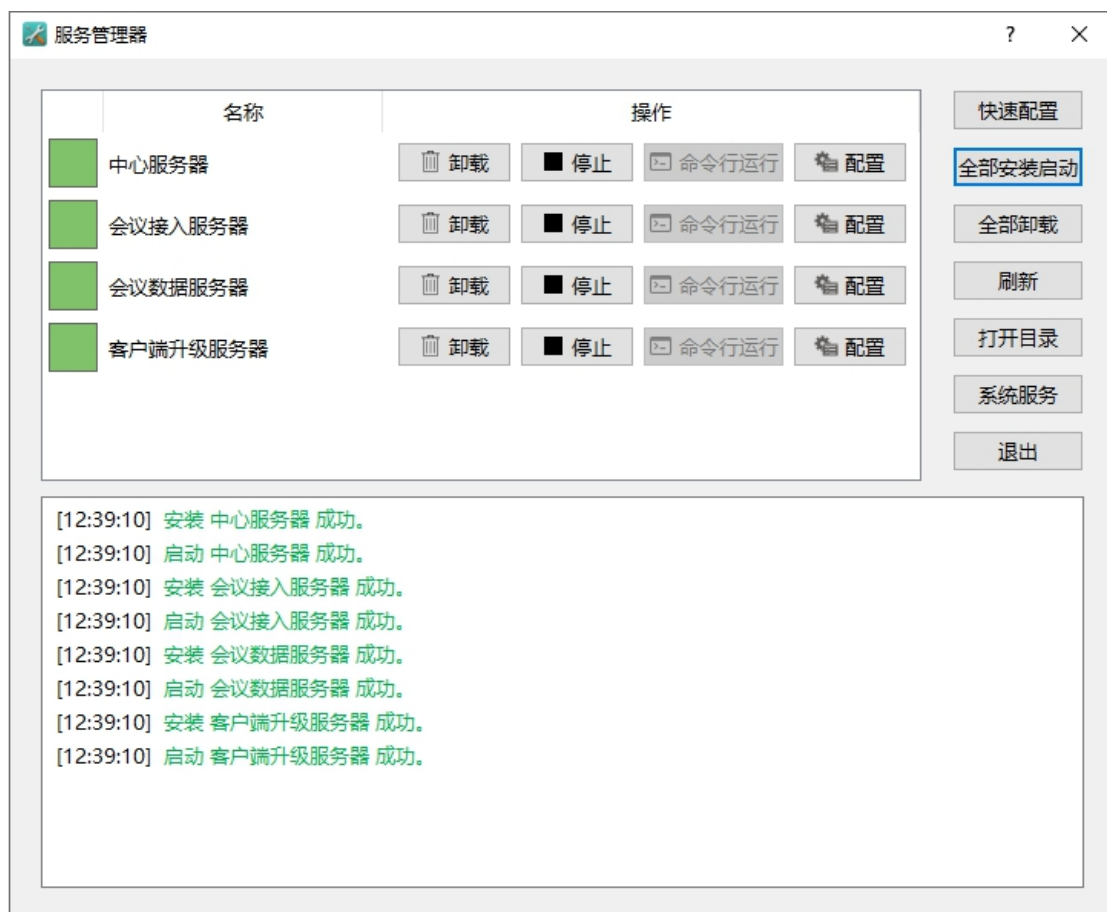 服务管理器
名称 操作
快速配置
中心服务器 卸载 停止 命令行运行 配置
全部安装启动
会议接入服务器 卸载 停止 命令行运行 配置
全部卸载
会议数据服务器 卸载 停止 命令行运行 配置
刷新
客户端升级服务器 卸载 停止 命令行运行 配置
打开目录
系统服务
退出
[12:39:10] 安装 中心服务器 成功。
[12:39:10] 启动 中心服务器 成功。
[12:39:10] 安装 会议接入服务器 成功。
[12:39:10] 启动 会议接入服务器 成功。
[12:39:10] 安装 会议数据服务器 成功。
[12:39:10] 启动 会议数据服务器 成功。
[12:39:10] 安装 客户端升级服务器 成功。
[12:39:10] 启动 客户端升级服务器 成功。